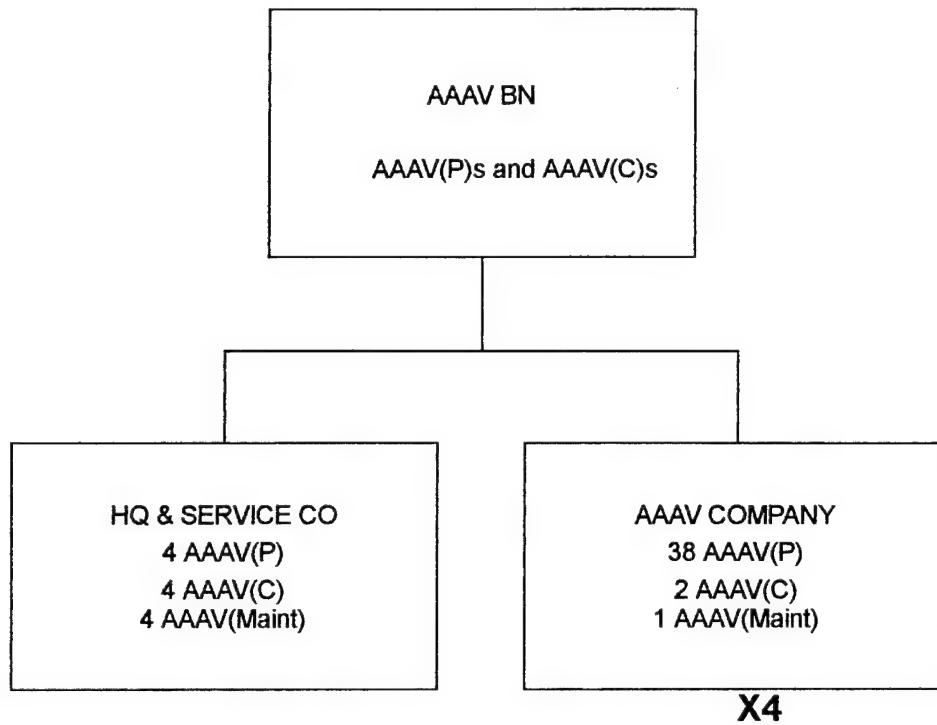 AAAV BN
AAAV(P)s and AAAV(C)s
HQ & SERVICE CO
4 AAAV(P)
4 AAAV(C)
4 AAAV(Maint)
AAAV COMPANY
38 AAAV(P)
2 AAAV(C)
1 AAAV(Maint)
X4